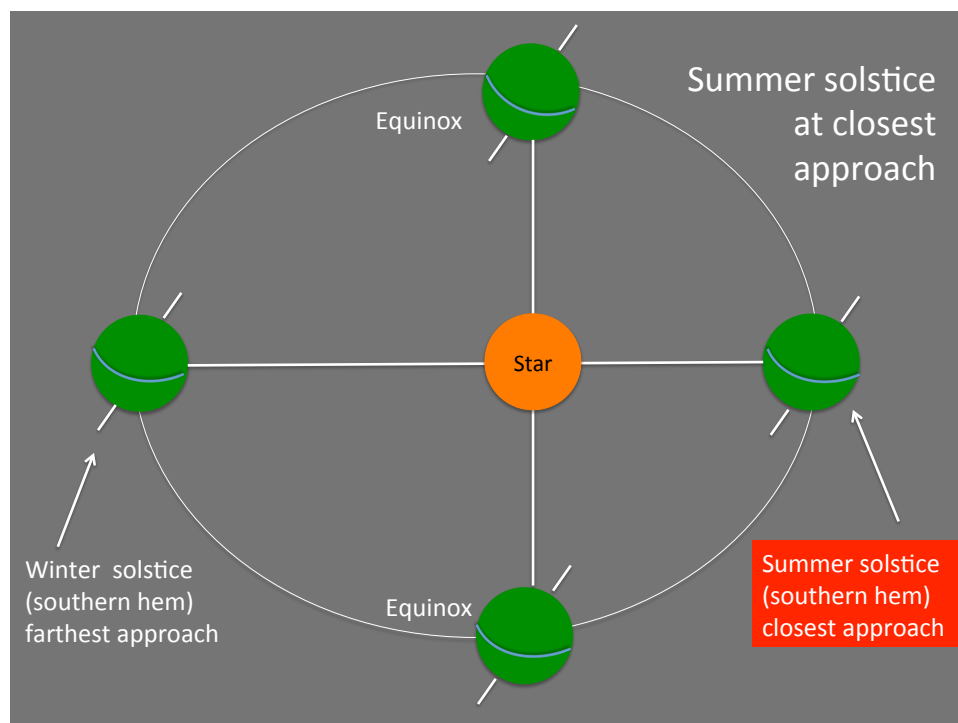 Summer solstice
at closest
approach
Equinox
Star
Winter solstice
(southern hem)
farthest approach
Equinox
Summer solstice
(southern hem)
closest approach